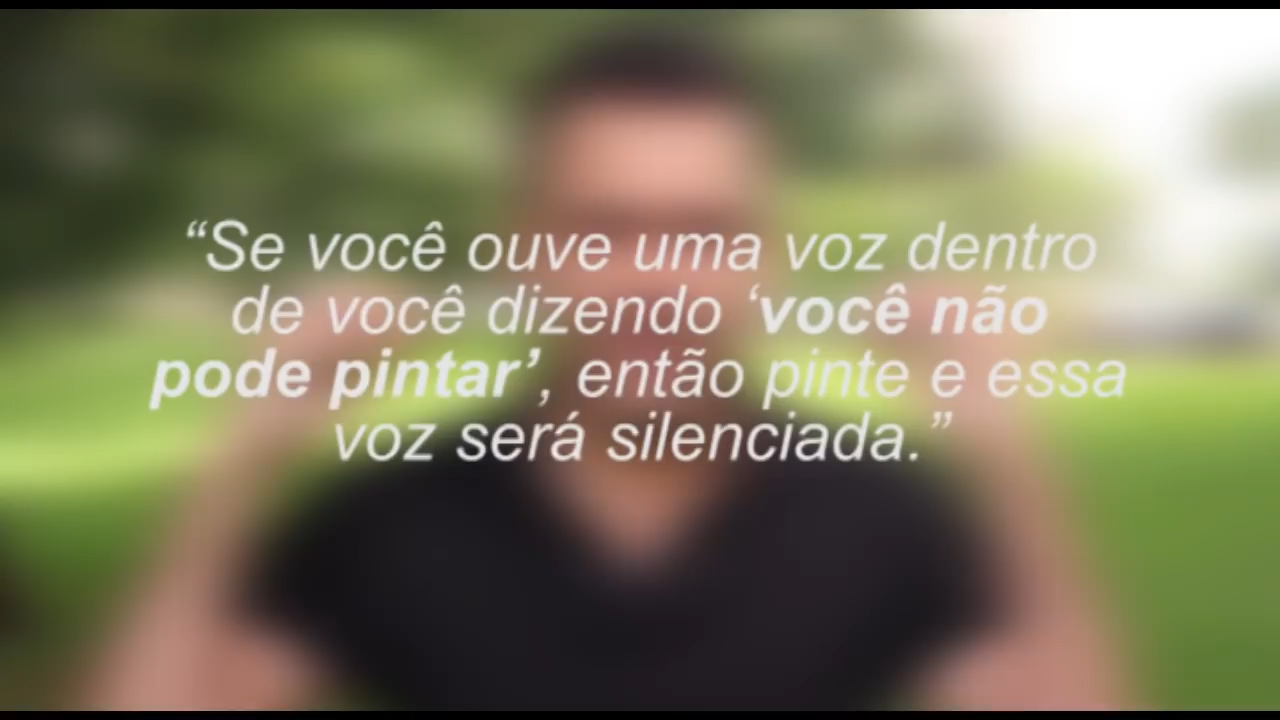 “Se você ouve uma voz dentro
de você dizendo ‘você não
pode pintar’, então pinte e essa
voz será silenciada.”